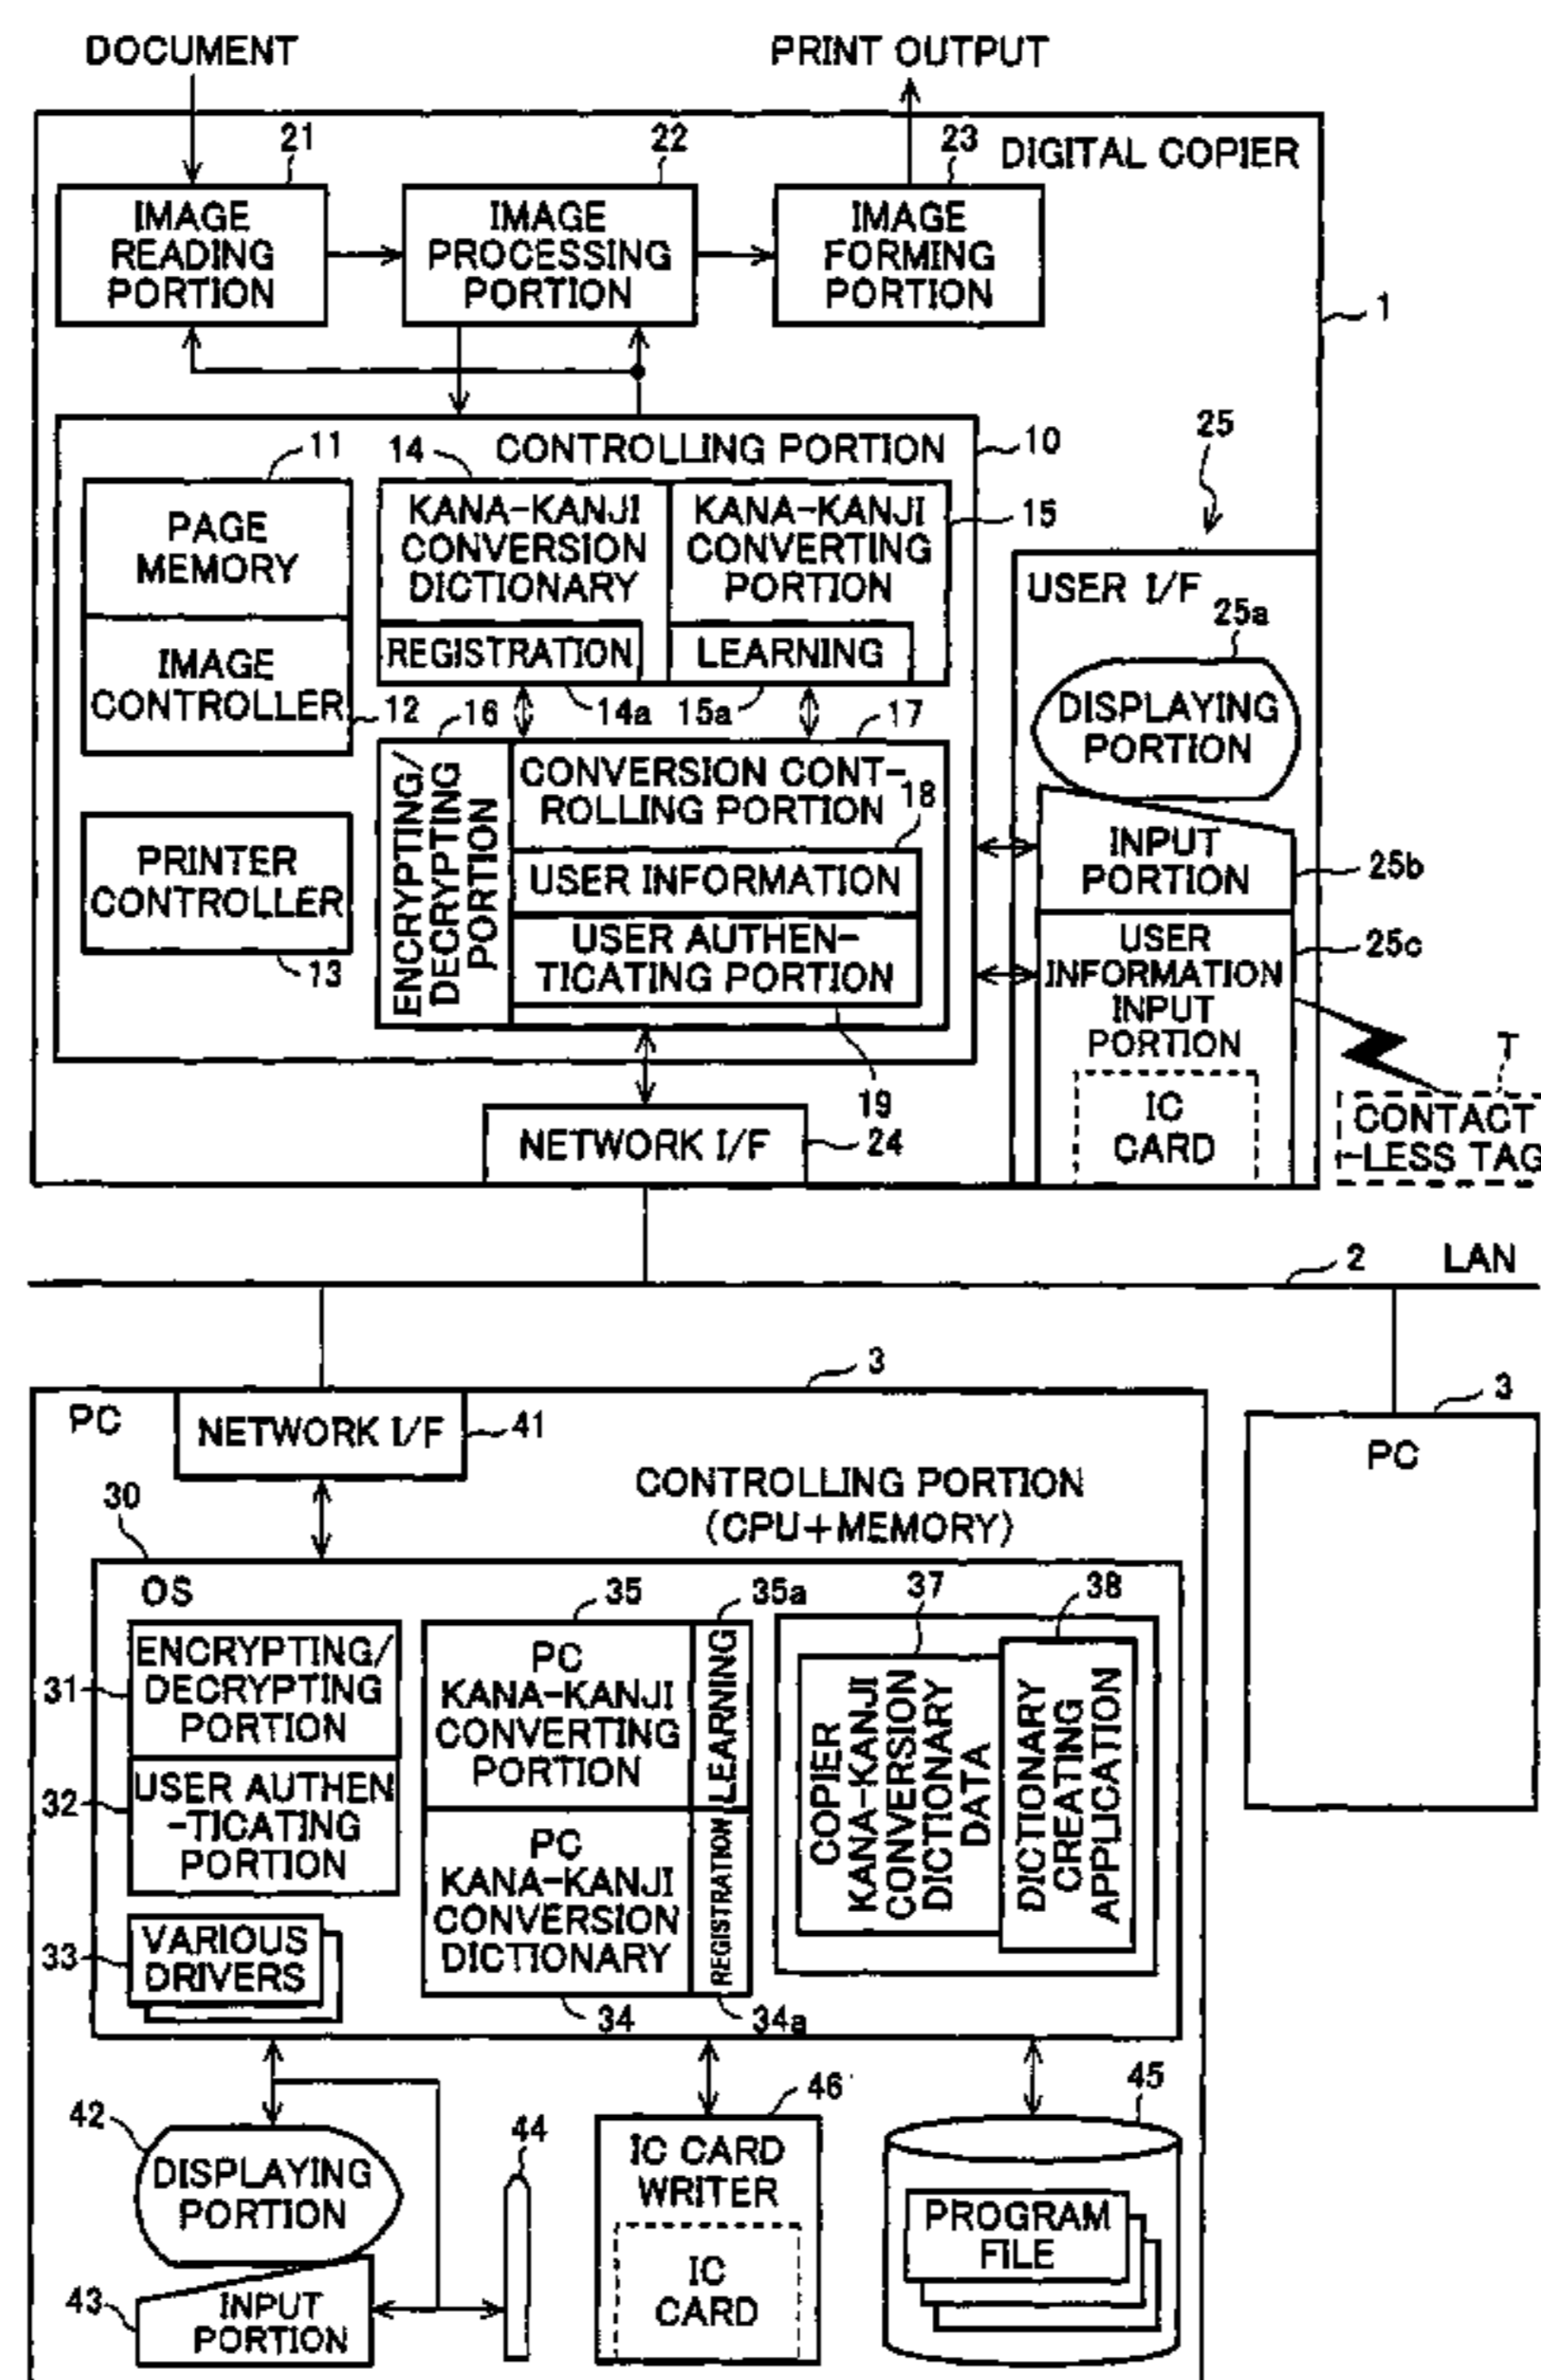 DOCUMENT
PRINT OUTPUT
DIGITAL COPIER
21
22
23
IMAGE
READING
PORTION
IMAGE
PROCESSING
PORTION
IMAGE
FORMING
PORTION
1
CONTROLLING PORTION
10
11
PAGE
MEMORY
IMAGE
CONTROLLER
12
PRINTER
CONTROLLER
13
14
KANA-KANJI
CONVERSION
DICTIONARY
REGISTRATION
14a
KANA-KANJI
CONVERTING
PORTION
15
LEARNING
15a
16
ENCRYPTING/
DECRYPTING
PORTION
17
CONVERSION CONT-
ROLLING PORTION
18
USER INFORMATION
USER AUTHEN-
TICATING PORTION
19
NETWORK I/F
24
25
USER I/F
25a
DISPLAYING
PORTION
INPUT
PORTION
25b
USER
INFORMATION
INPUT
PORTION
25c
IC
CARD
T
CONTACT
-LESS TAG
2
LAN
3
PC
NETWORK I/F
41
3
PC
CONTROLLING PORTION
(CPU+MEMORY)
30
OS
ENCRYPTING/
DECRYPTING
PORTION
31
USER AUTHEN
-TICATING
PORTION
32
VARIOUS
DRIVERS
33
35
PC
KANA-KANJI
CONVERTING
PORTION
35a
LEARNING
PC
KANA-KANJI
CONVERSION
DICTIONARY
34
REGISTRATION
34a
37
COPIER
KANA-KANJI
CONVERSION
DICTIONARY
DATA
38
DICTIONARY
CREATING
APPLICATION
42
DISPLAYING
PORTION
43
INPUT
PORTION
44
46
IC CARD
WRITER
IC
CARD
45
PROGRAM
FILE